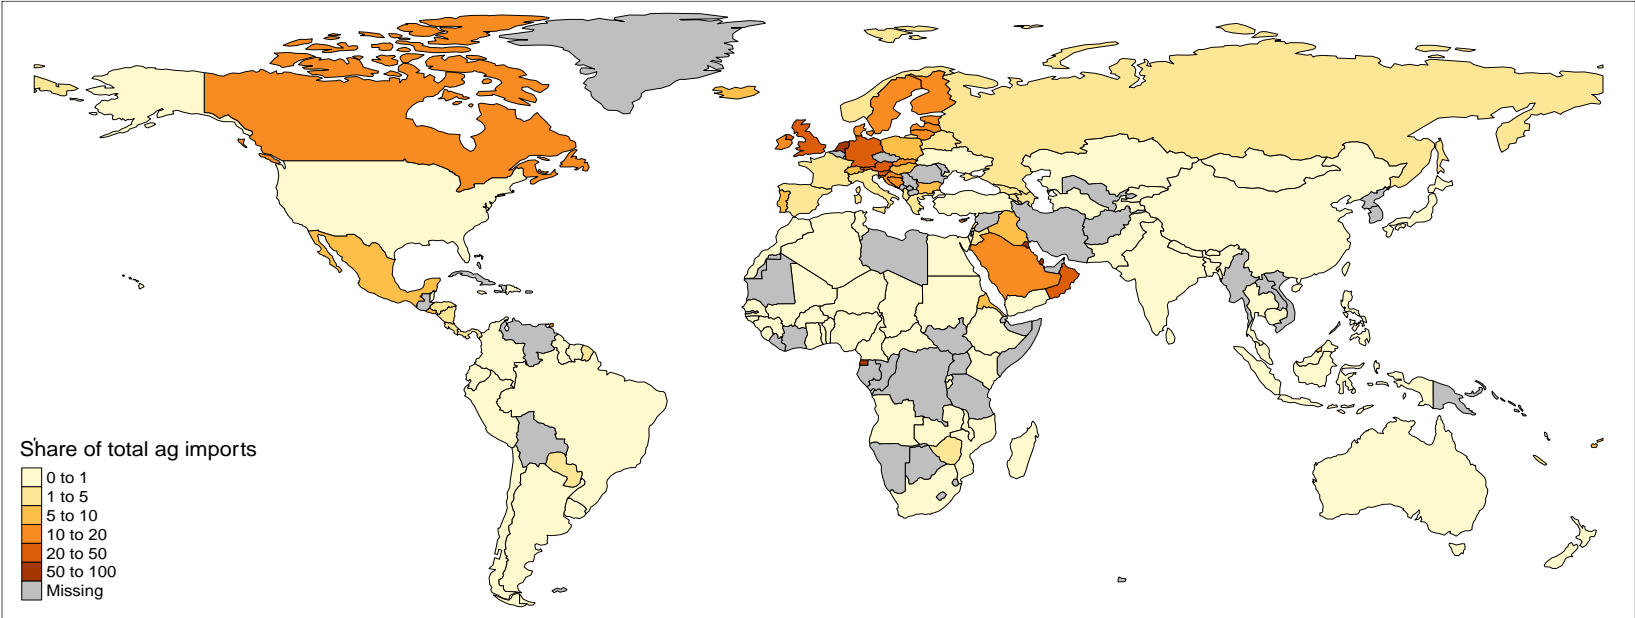 Share of total ag imports
0 to 1
1 to 5
5 to 10
10 to 20
20 to 50
50 to 100
Missing